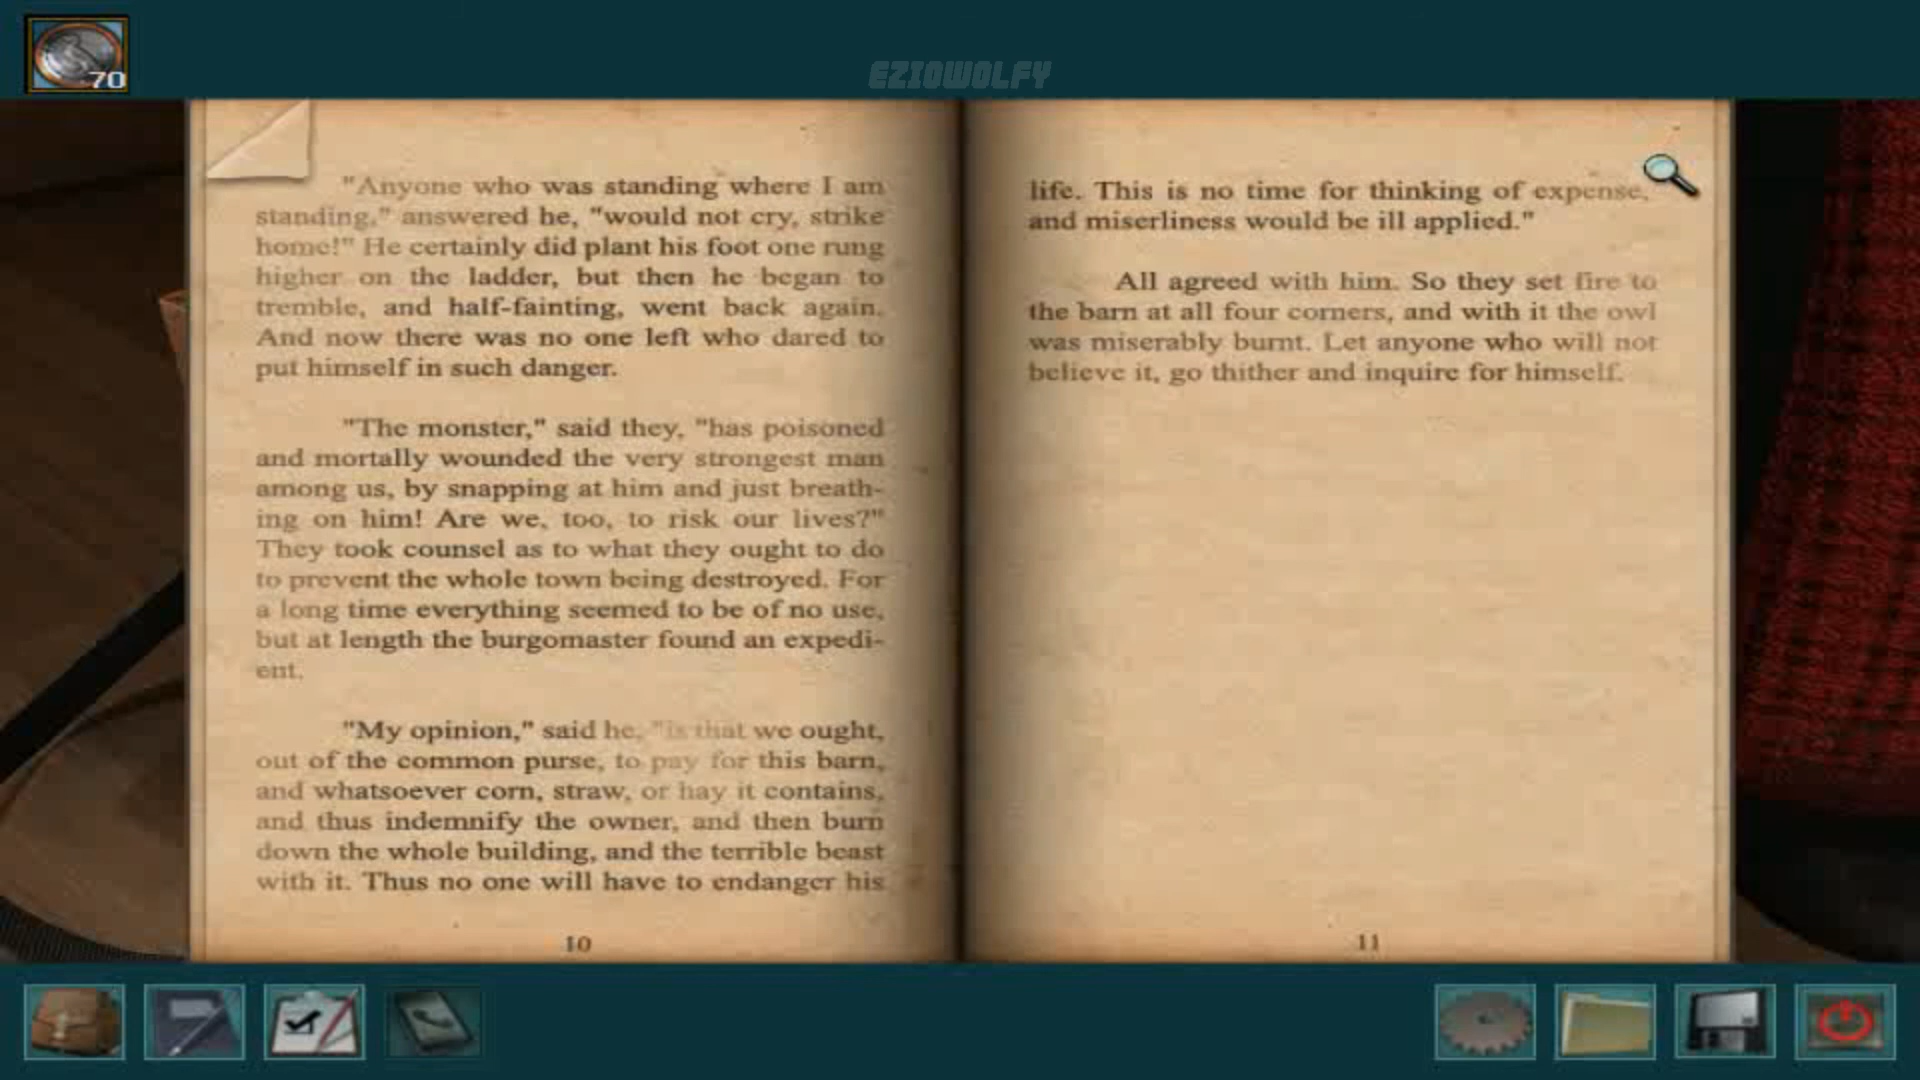 70
EZIOWOLFY
"Anyone who was standing where I am
standing," answered he, "would not cry, strike
home!" He certainly did plant his foot one rung
higher on the ladder, but then he began to
tremble, and half-fainting, went back again.
And now there was no one left who dared to
put himself in such danger.
"The monster," said they, "has poisoned
and mortally wounded the very strongest man
among us, by snapping at him and just breath-
ing on him! Are we, too, to risk our lives?"
They took counsel as to what they ought to do
to prevent the whole town being destroyed. For
a long time everything seemed to be of no use,
but at length the burgomaster found an expedi-
ent.
"My opinion," said he, "is that we ought,
out of the common purse, to pay for this barn,
and whatsoever corn, straw, or hay it contains,
and thus indemnify the owner, and then burn
down the whole building, and the terrible beast
with it. Thus no one will have to endanger his
10
life. This is no time for thinking of expense,
and miserliness would be ill applied."
All agreed with him. So they set fire to
the barn at all four corners, and with it the owl
was miserably burnt. Let anyone who will not
believe it, go thither and inquire for himself.
11